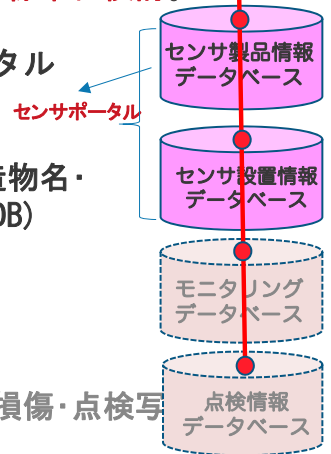 センサ製品情報
データベース
タル
センサポータル
造物名・
センサ設置情報
データベース
DB)
モニタリング
データベース
損傷・点検写
点検情報
データベース